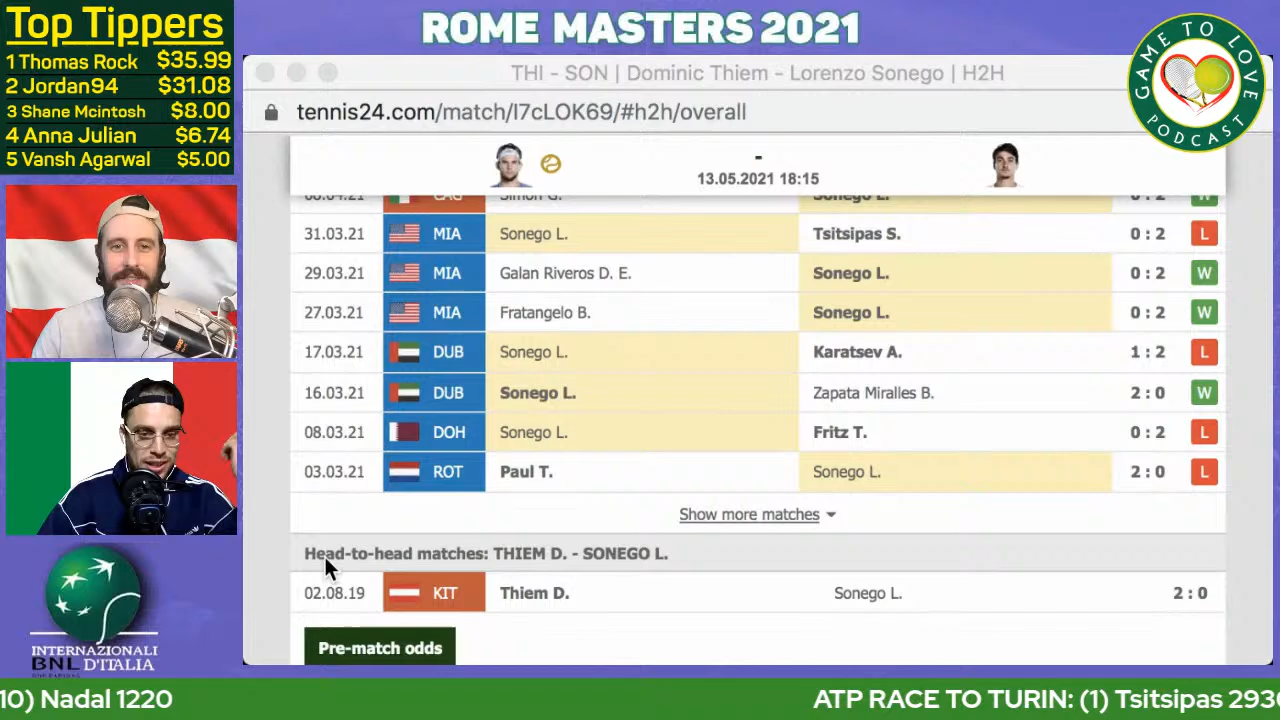 Top Tippers
1 Thomas Rock $35.99
2 Jordan94 $31.08
3 Shane Mcintosh $8.00
4 Anna Julian $6.74
5 Vansh Agarwal $5.00
ROME MASTERS 2021
GAME TO LOVE
PODCAST
THI - SON | Dominic Thiem - Lorenzo Sonego | H2H
tennis24.com/match/I7cLOK69/#h2h/overall
-
13.05.2021 18:15
CAG Simon G. Sonego L. 0 : 2 W
31.03.21 MIA Sonego L. Tsitsipas S. 0 : 2 L
29.03.21 MIA Galan Riveros D. E. Sonego L. 0 : 2 W
27.03.21 MIA Fratangelo B. Sonego L. 0 : 2 W
17.03.21 DUB Sonego L. Karatsev A. 1 : 2 L
16.03.21 DUB Sonego L. Zapata Miralles B. 2 : 0 W
08.03.21 DOH Sonego L. Fritz T. 0 : 2 L
03.03.21 ROT Paul T. Sonego L. 2 : 0 L
Show more matches
Head-to-head matches: THIEM D. - SONEGO L.
02.08.19 KIT Thiem D. Sonego L. 2 : 0
Pre-match odds
INTERNAZIONALI
BNL D'ITALIA
10) Nadal 1220 ATP RACE TO TURIN: (1) Tsitsipas 2930